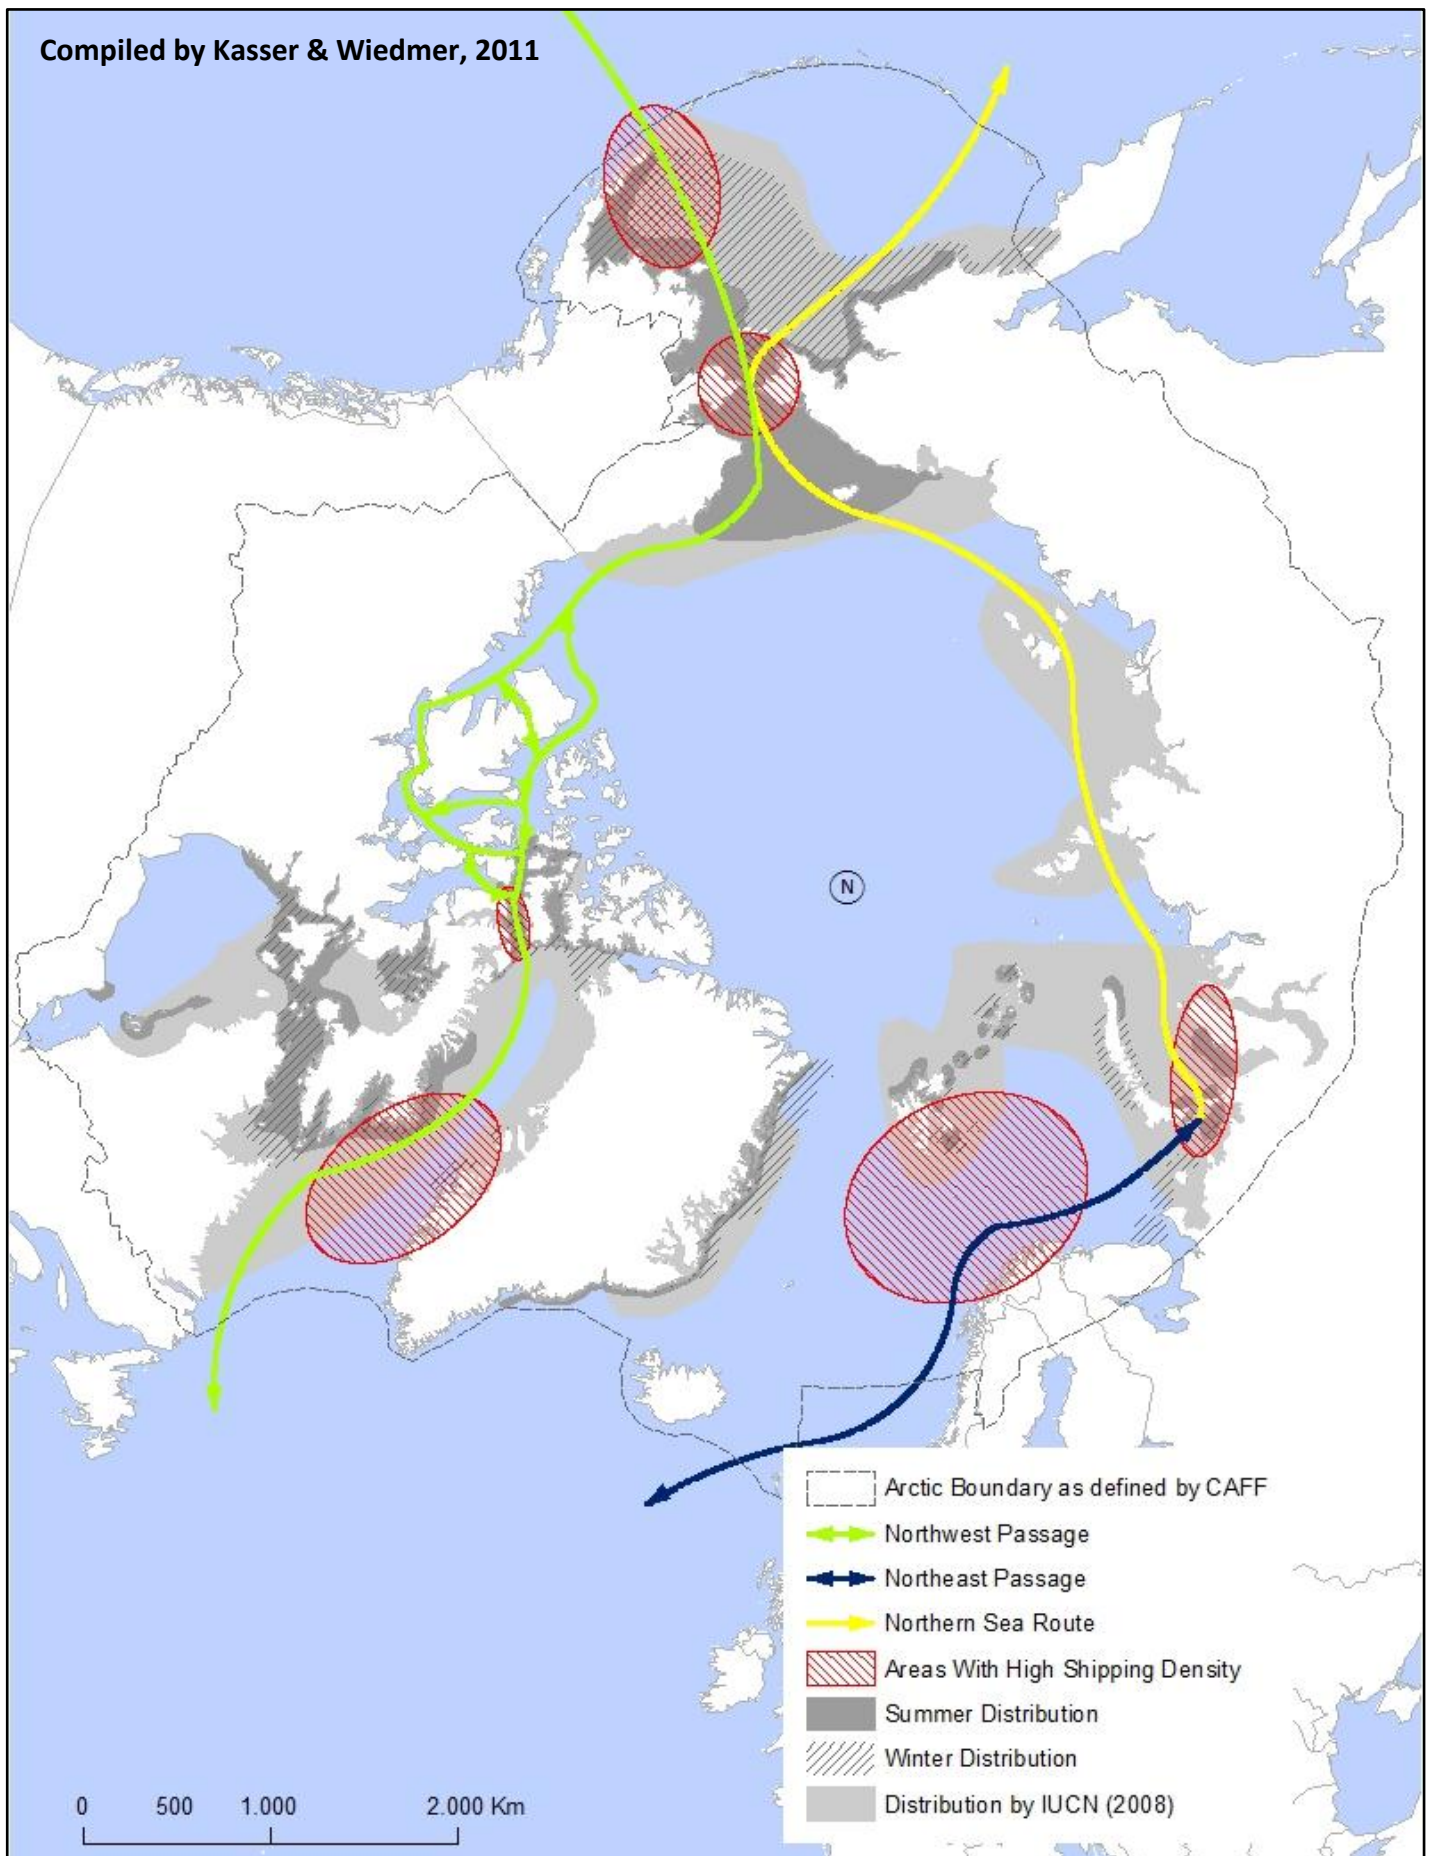 Compiled by Kasser & Wiedmer, 2011
N
Arctic Boundary as defined by CAFF
Northwest Passage
Northeast Passage
Northern Sea Route
Areas With High Shipping Density
Summer Distribution
Winter Distribution
Distribution by IUCN (2008)
0 500 1.000 2.000 Km